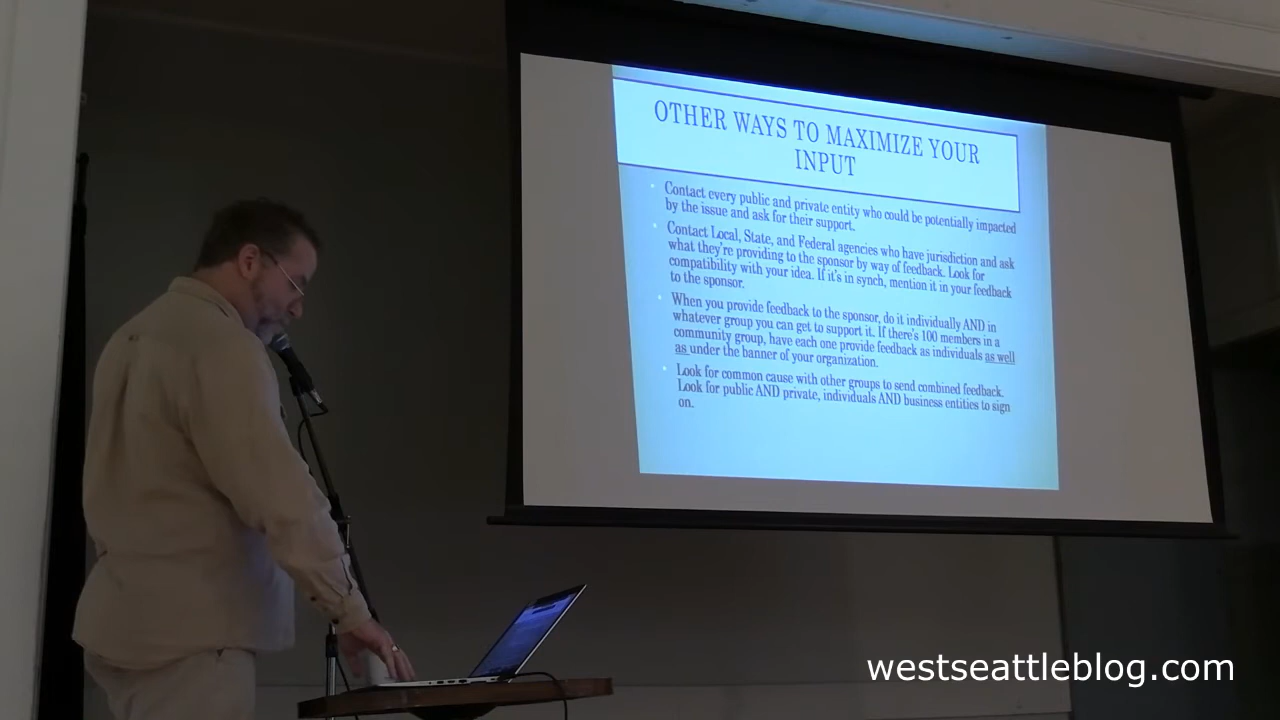 OTHER WAYS TO MAXIMIZE YOUR
INPUT
Contact every public and private entity who could be potentially impacted
by the issue and ask for their support.
Contact Local, State, and Federal agencies who have jurisdiction and ask
what they're providing to the sponsor by way of feedback. Look for
compatibility with your idea. If it's in synch, mention it in your feedback
to the sponsor.
When you provide feedback to the sponsor, do it individually AND in
whatever group you can get to support it. If there's 100 members in a
community group, have each one provide feedback as individuals as well
as under the banner of your organization.
Look for common cause with other groups to send combined feedback.
Look for public AND private, individuals AND business entities to sign
on.
westseattleblog.com